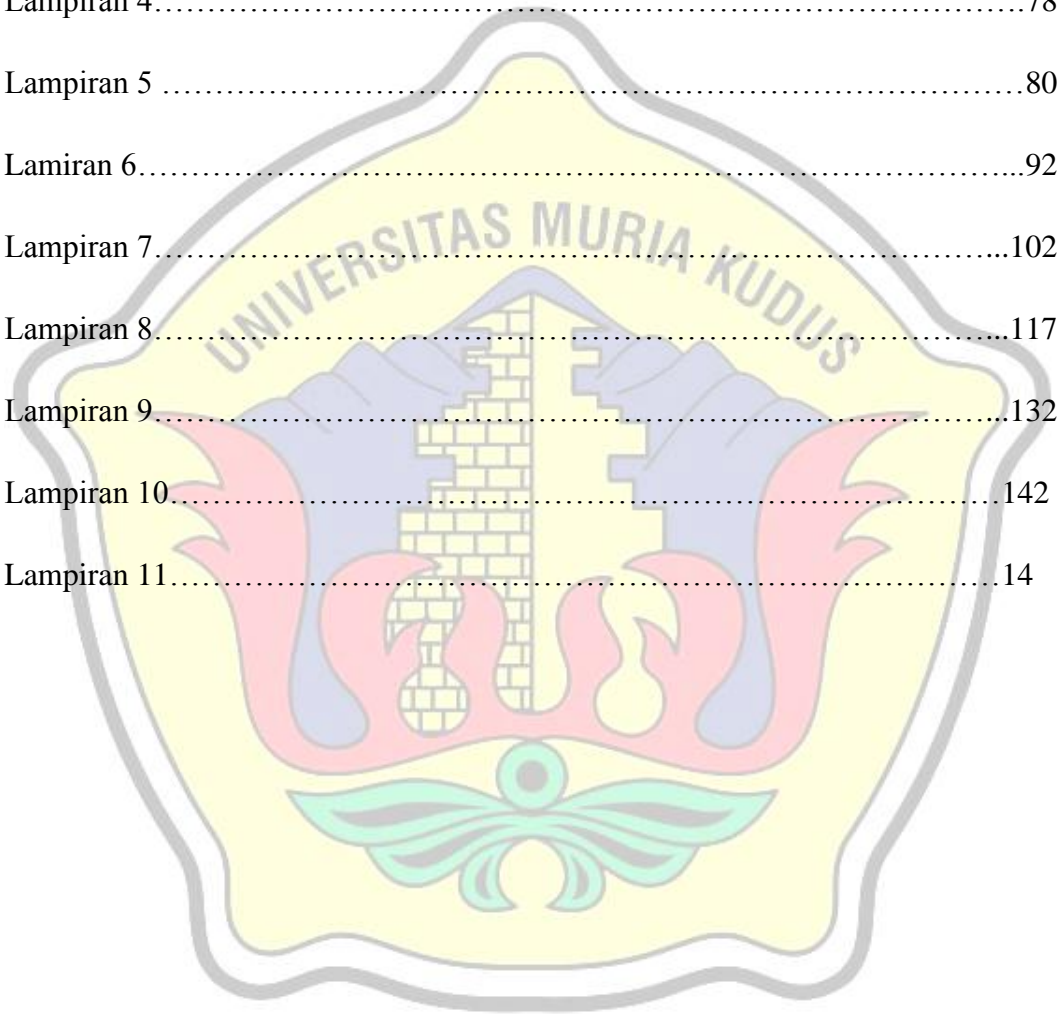 Lampiran 4……………………………………………………………………………….78
Lampiran 5 ……………………………………………………………………………80
Lamiran 6……………………………………………………………………………...92
Lampiran 7…………………………………………………………………………...102
Lampiran 8…………………………………………………………………………...117
Lampiran 9…………………………………………………………………………..132
Lampiran 10…………………………………………………………………………142
Lampiran 11…………………………………………………………………………14
UNIVERSITAS MURIA KUDUS